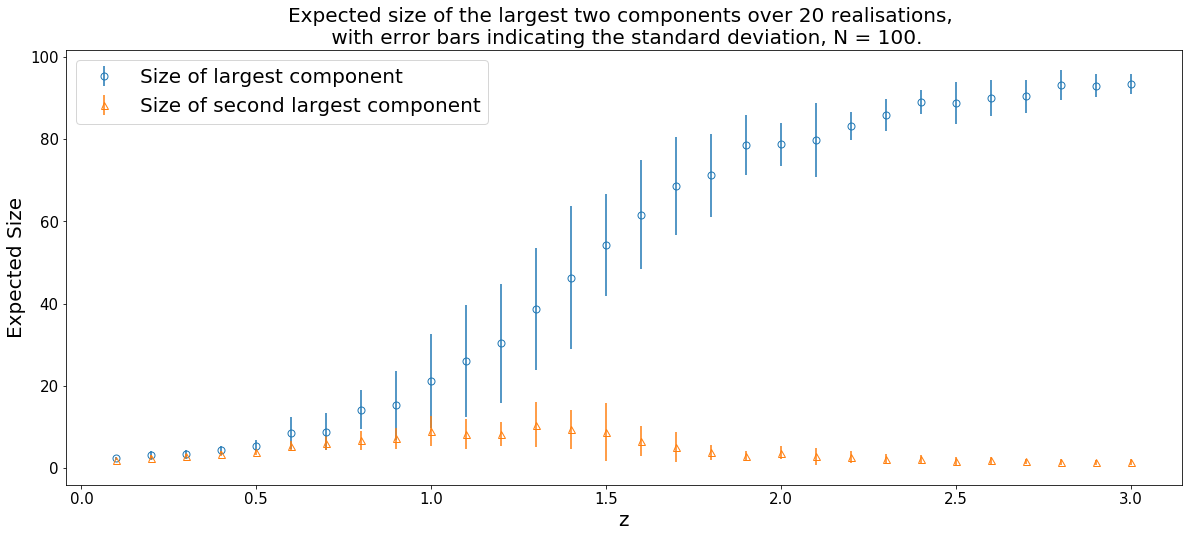 Expected size of the largest two components over 20 realisations,
with error bars indicating the standard deviation, N = 100.
Size of largest component
Size of second largest component
Expected Size
100
80
60
40
20
0
0.0 0.5 1.0 1.5 2.0 2.5 3.0
z